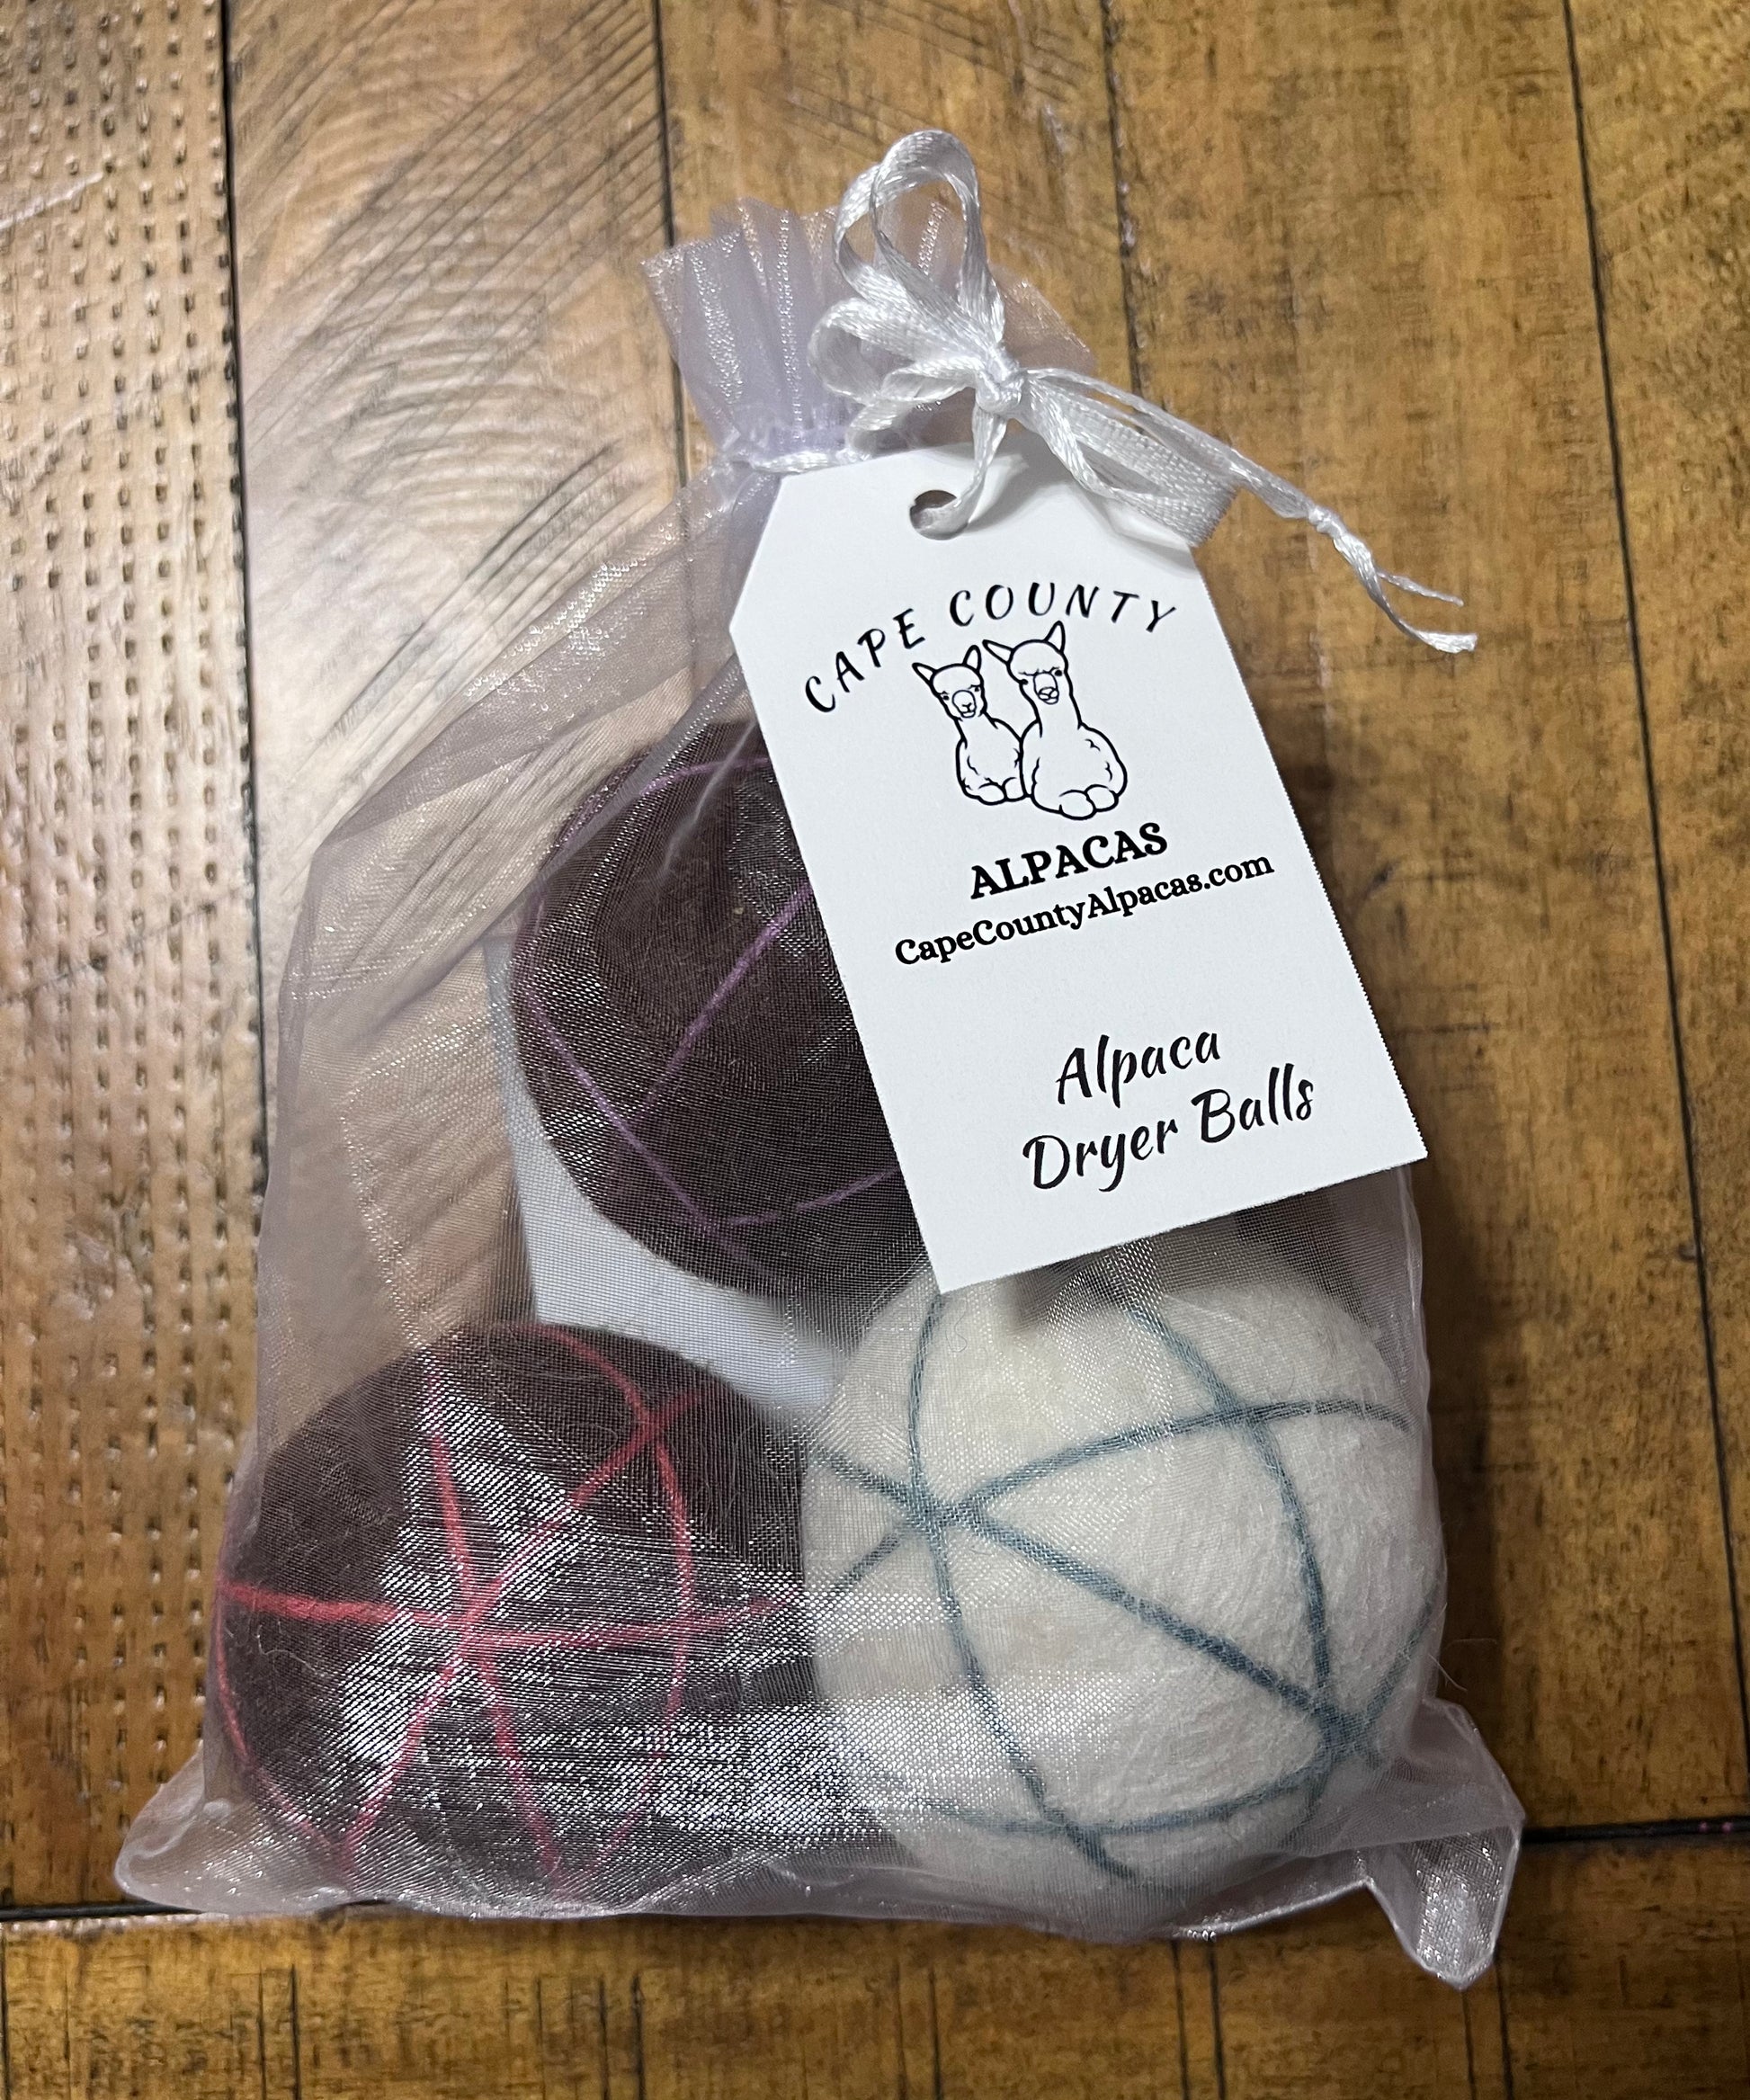 CAPE COUNTY
ALPACAS
CapeCountyAlpacas.com
Alpaca
Dryer Balls